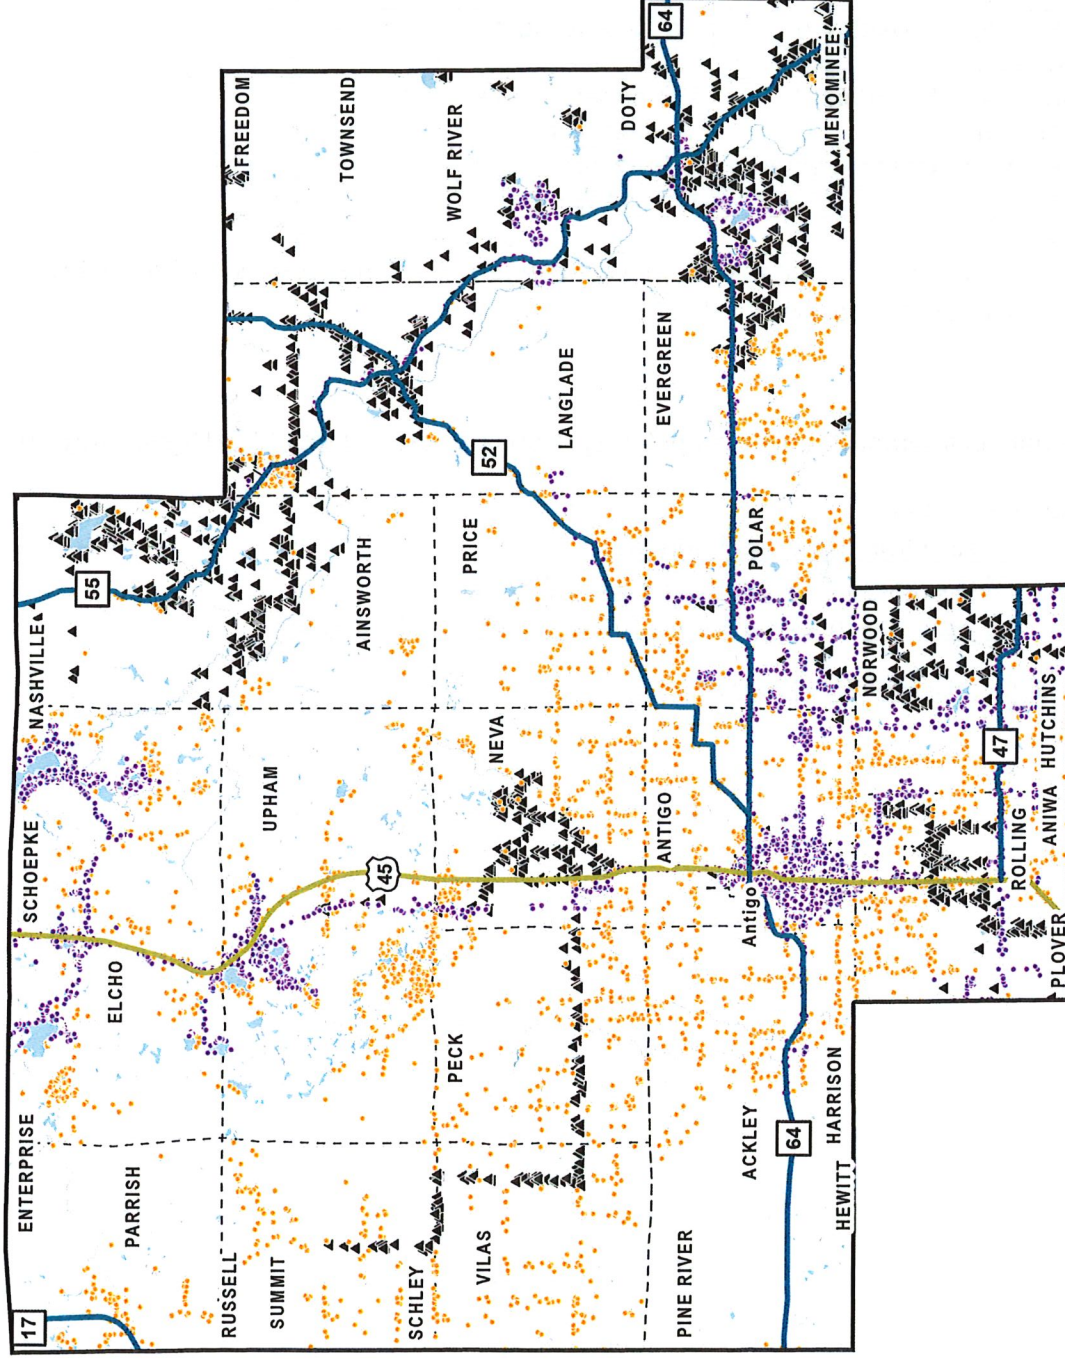 17
ENTERPRISE
SCHOEPKE
NASHVILLE
55
PARRISH
ELCHO
RUSSELL
SUMMIT
UPHAM
AINSWORTH
FREEDOM
TOWNSEND
WOLF RIVER
45
SCHLEY
VILAS
PECK
NEVA
PRICE
52
LANGLADE
DOTY
64
PINE RIVER
ACKLEY
Antigo
ANTIGO
POLAR
EVERGREEN
MENOMINEE
64
HEWITT
HARRISON
NORWOOD
47
ROLLING
PLOVER
ANIWA
HUTCHINS